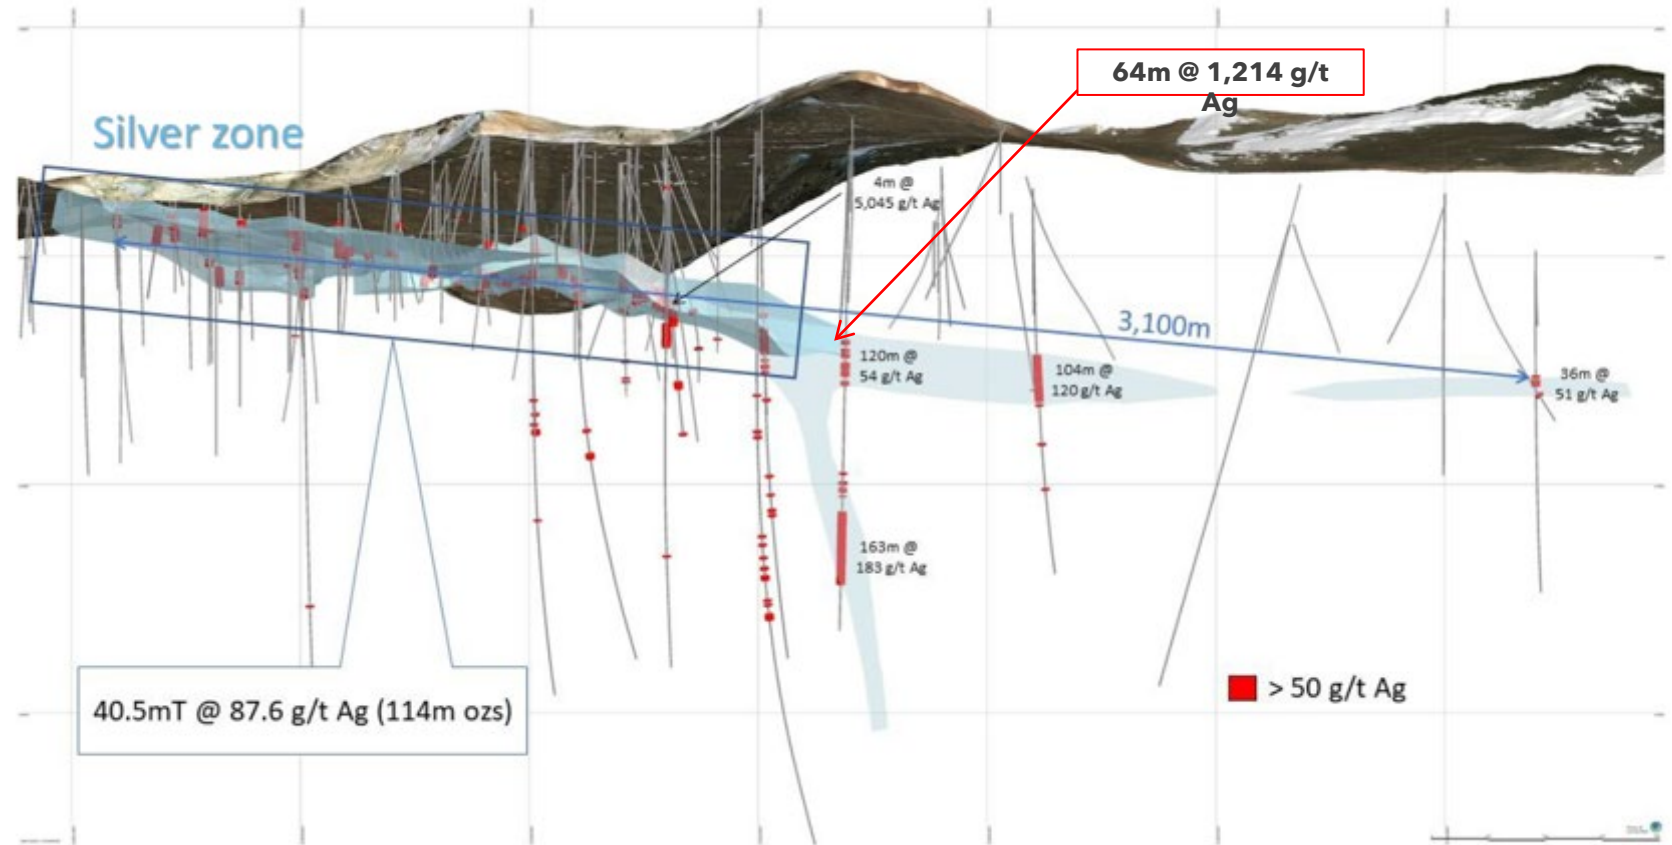 64m @ 1,214 g/t
Ag
Silver zone
4m @
5,045 g/t Ag
3,100m
120m @
54 g/t Ag
104m @
120 g/t Ag
36m @
51 g/t Ag
163m @
183 g/t Ag
40.5mT @ 87.6 g/t Ag (114m ozs)
> 50 g/t Ag